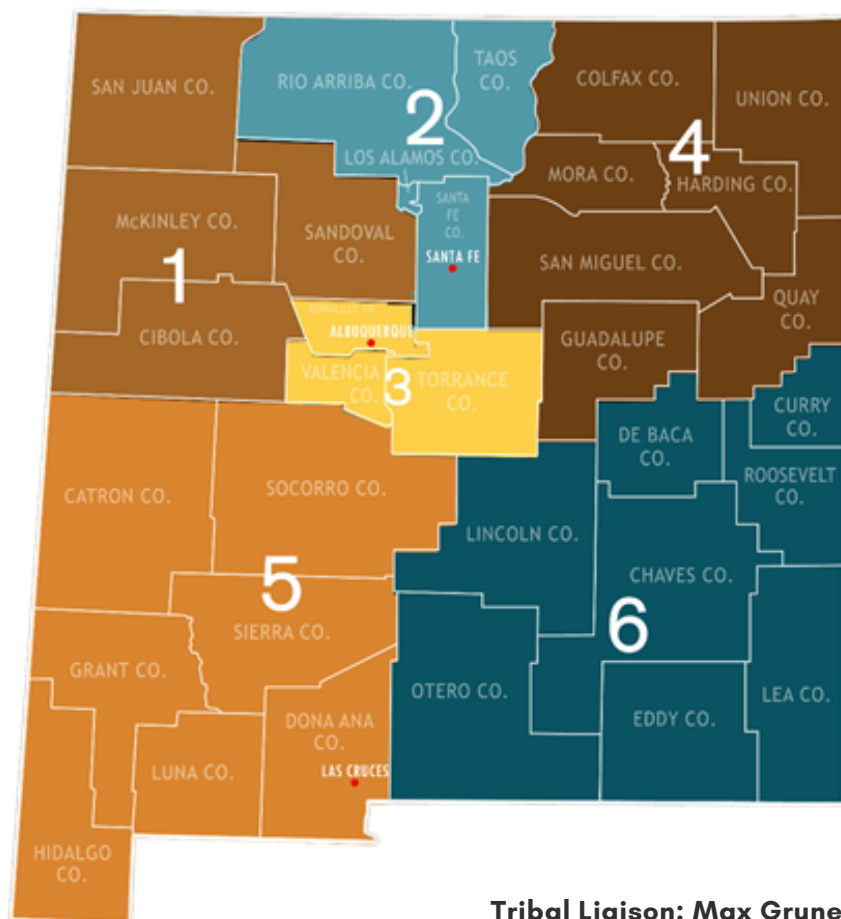 SAN JUAN CO.
RIO ARRIBA CO.
TAOS
CO.
COLFAX CO.
UNION CO.
2
LOS ALAMOS CO.
4
MORA CO.
HARDING CO.
McKINLEY CO.
SANDOVAL
CO.
SANTA
FE
CO.
SANTA FE
SAN MIGUEL CO.
1
QUAY
CO.
CIBOLA CO.
BERNALILLO CO.
ALBUQUERQUE
GUADALUPE
CO.
VALENCIA
CO.
3
TORRANCE
CO.
CURRY
CO.
DE BACA
CO.
ROOSEVELT
CO.
CATRON CO.
SOCORRO CO.
LINCOLN CO.
5
CHAVES CO.
6
SIERRA CO.
GRANT CO.
OTERO CO.
LEA CO.
DONA ANA
CO.
EDDY CO.
LUNA CO.
LAS CRUCES
HIDALGO
CO.
Tribal Liaison: Max Grune